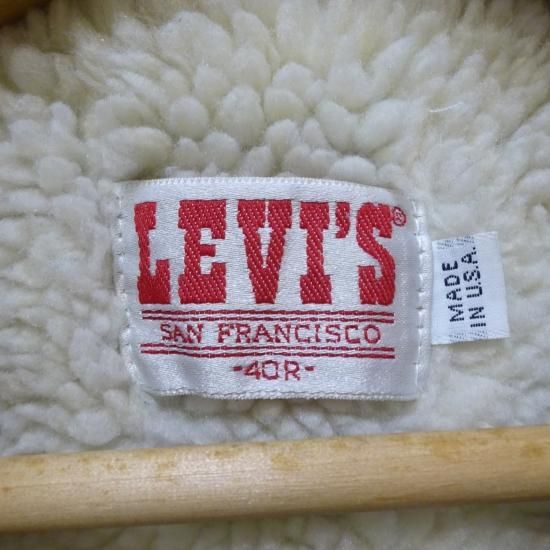 LEVI'S®
SAN FRANCISCO
-40R-
MADE
IN U.S.A.